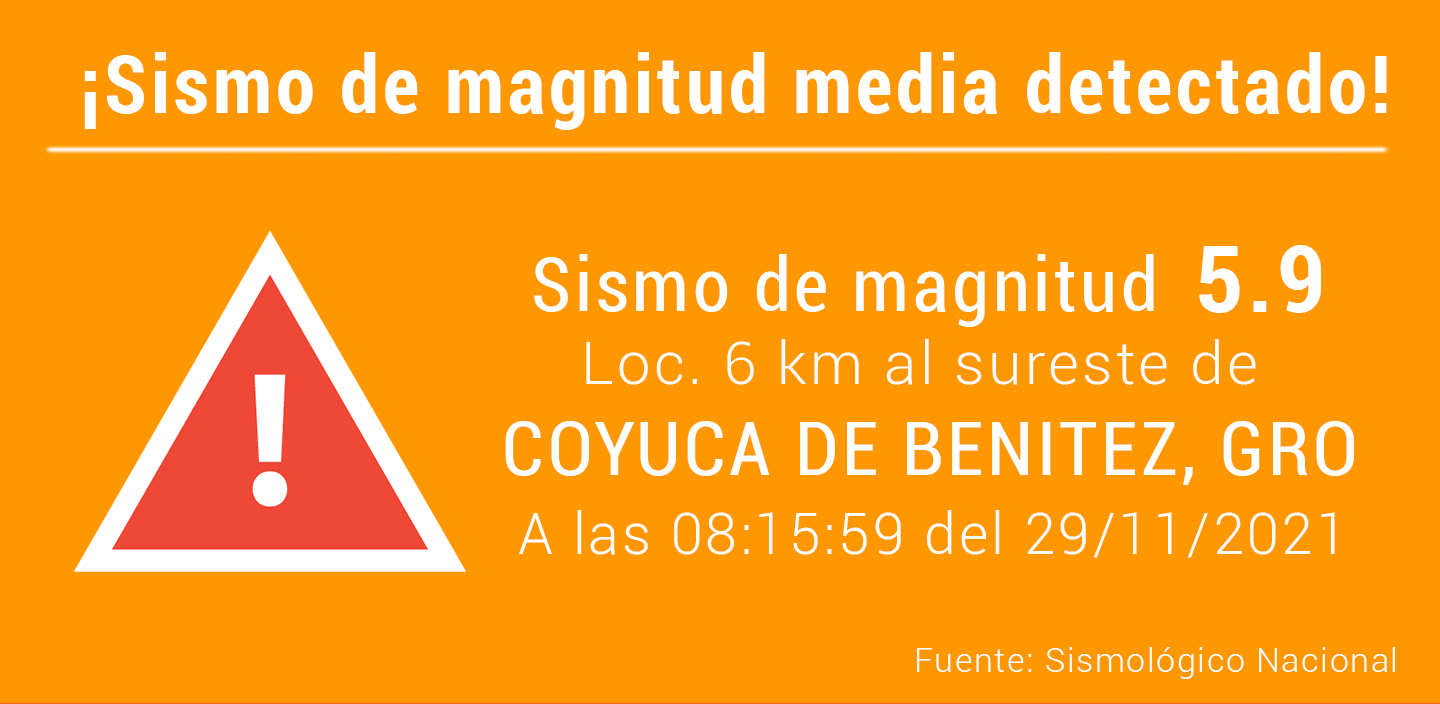 ¡Sismo de magnitud media detectado!
Sismo de magnitud 5.9
Loc. 6 km al sureste de
COYUCA DE BENITEZ, GRO
A las 08:15:59 del 29/11/2021
Fuente: Sismológico Nacional